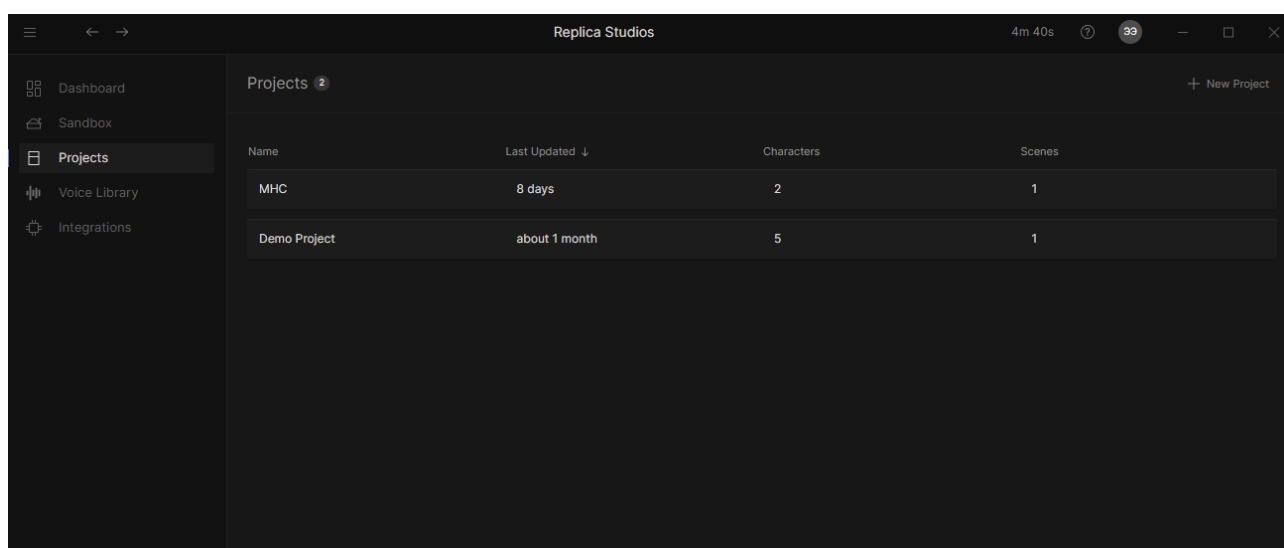 Replica Studios
4m 40s
ЭЭ
Dashboard
Sandbox
Projects
Voice Library
Integrations
Projects 2
+ New Project
Name Last Updated ↓ Characters Scenes
MHC 8 days 2 1
Demo Project about 1 month 5 1